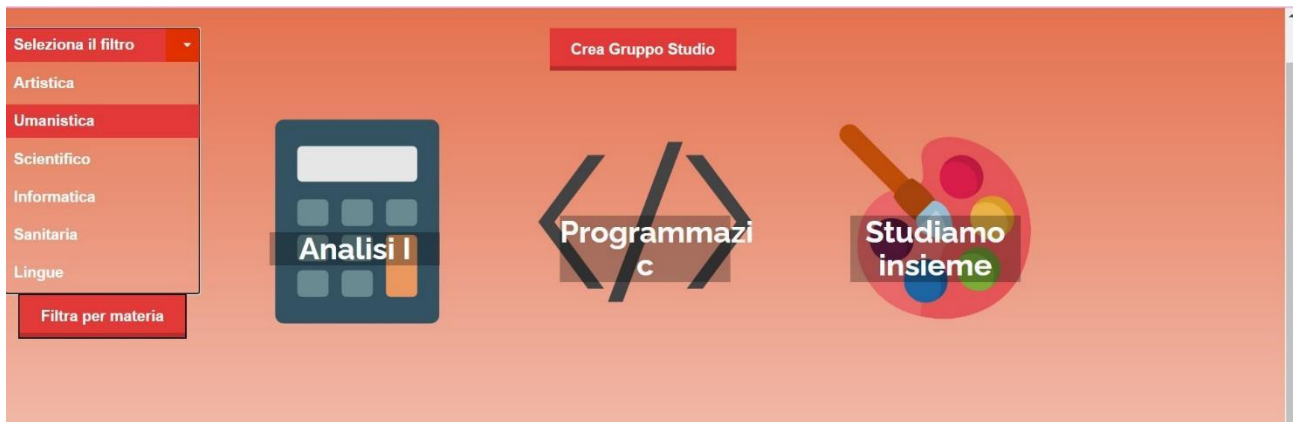 Seleziona il filtro
Crea Gruppo Studio
Artistica
Umanistica
Scientifico
Informatica
Sanitaria
Lingue
Filtra per materia
Analisi I
Programmazi
c
Studiamo
insieme